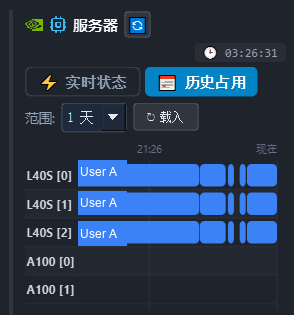 服务器
03:26:31
实时状态
历史占用
范围:
1 天
载入
21:26
现在
L40S [0]
User A
L40S [1]
User A
L40S [2]
User A
A100 [0]
A100 [1]